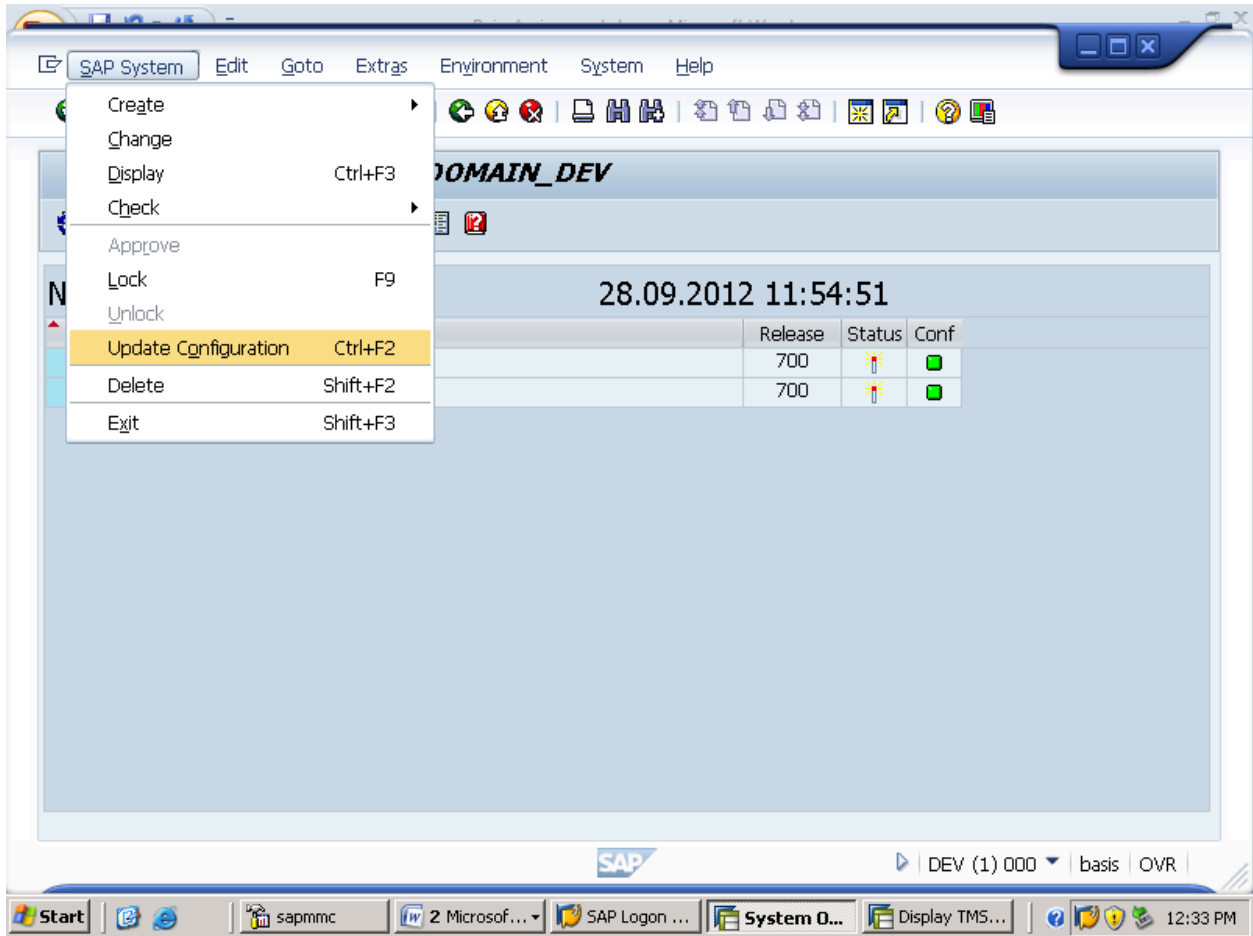 SAP System Edit Goto Extras Environment System Help
Create
Change
Display Ctrl+F3
Check
DOMAIN_DEV
Approve
Lock F9
Unlock
Update Configuration Ctrl+F2
Delete Shift+F2
Exit Shift+F3
N 28.09.2012 11:54:51
Release Status Conf
700
700
SAP
DEV (1) 000 basis OVR
Start sapmmc 2 Microsof... SAP Logon ... System O... Display TMS... 12:33 PM